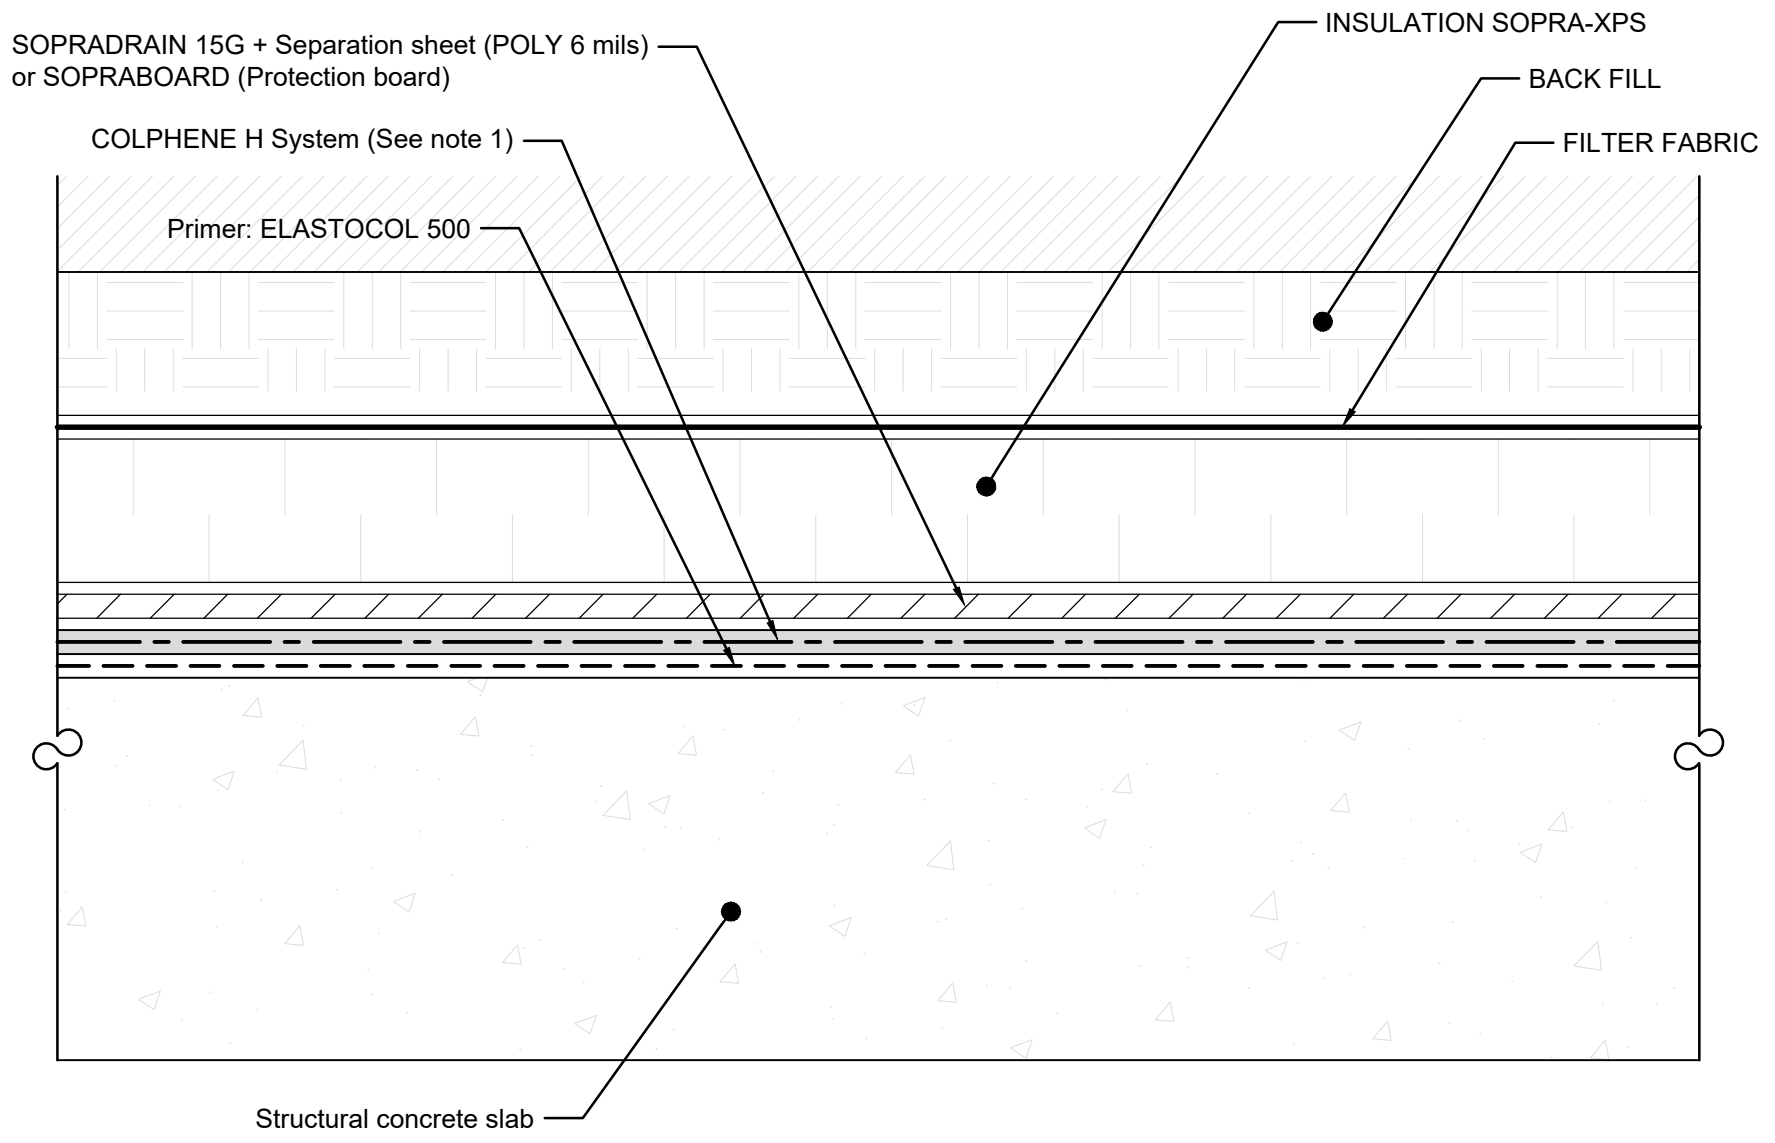 INSULATION SOPRA-XPS
SOPRADRAIN 15G + Separation sheet (POLY 6 mils)
or SOPRABOARD (Protection board)
BACK FILL
COLPHENE H System (See note 1)
FILTER FABRIC
Primer: ELASTOCOL 500
Structural concrete slab